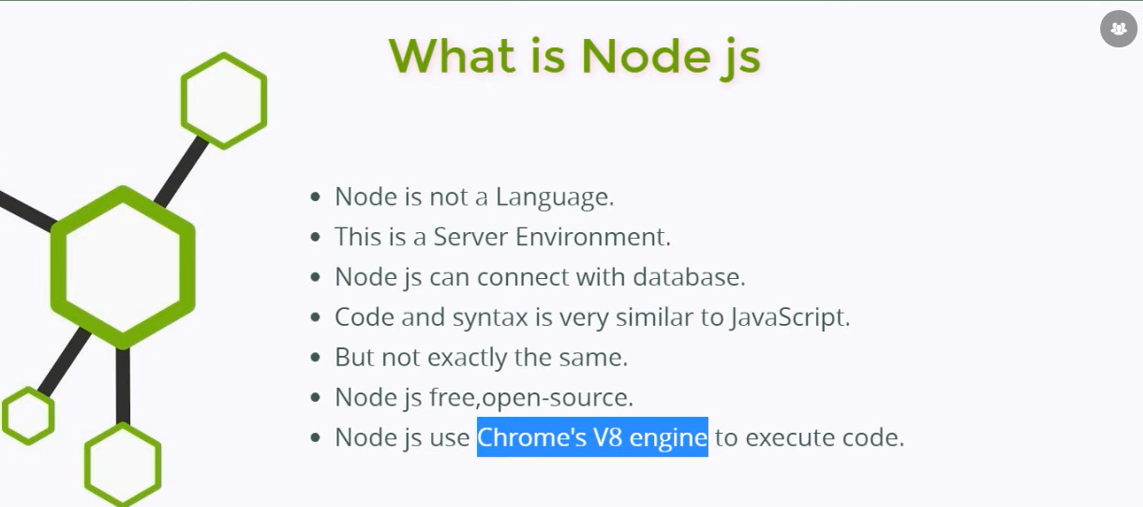 What is Node js
Node is not a Language.
This is a Server Environment.
Node js can connect with database.
Code and syntax is very similar to JavaScript.
But not exactly the same.
Node js free,open-source.
Node js use Chrome's V8 engine to execute code.